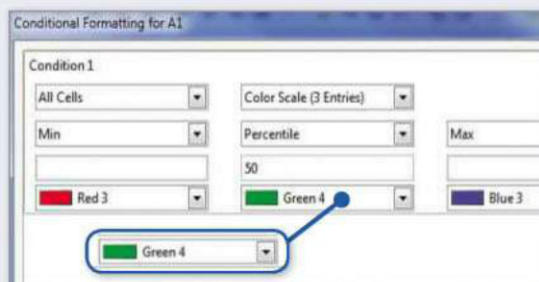 Conditional Formatting for A1
Condition 1
All Cells Color Scale (3 Entries)
Min Percentile Max
50
Red 3 Green 4 Blue 3
Green 4